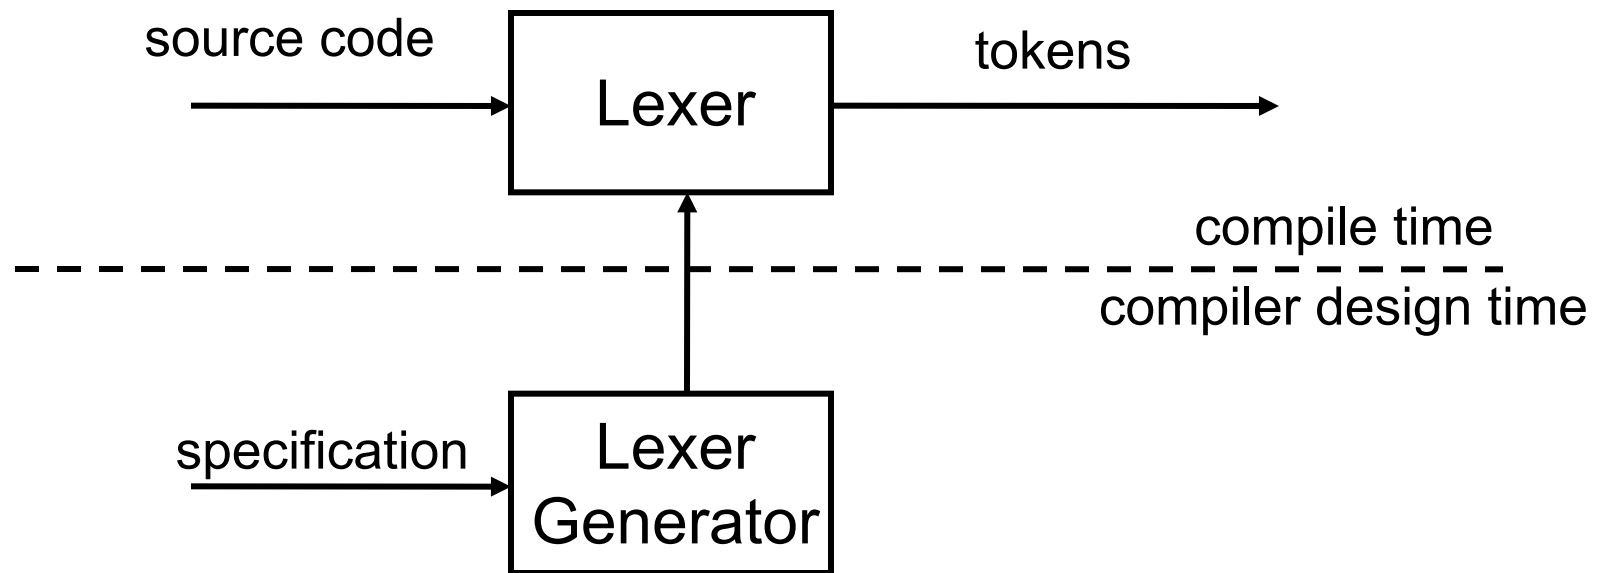 source code
Lexer
tokens
compile time
compiler design time
specification
Lexer
Generator